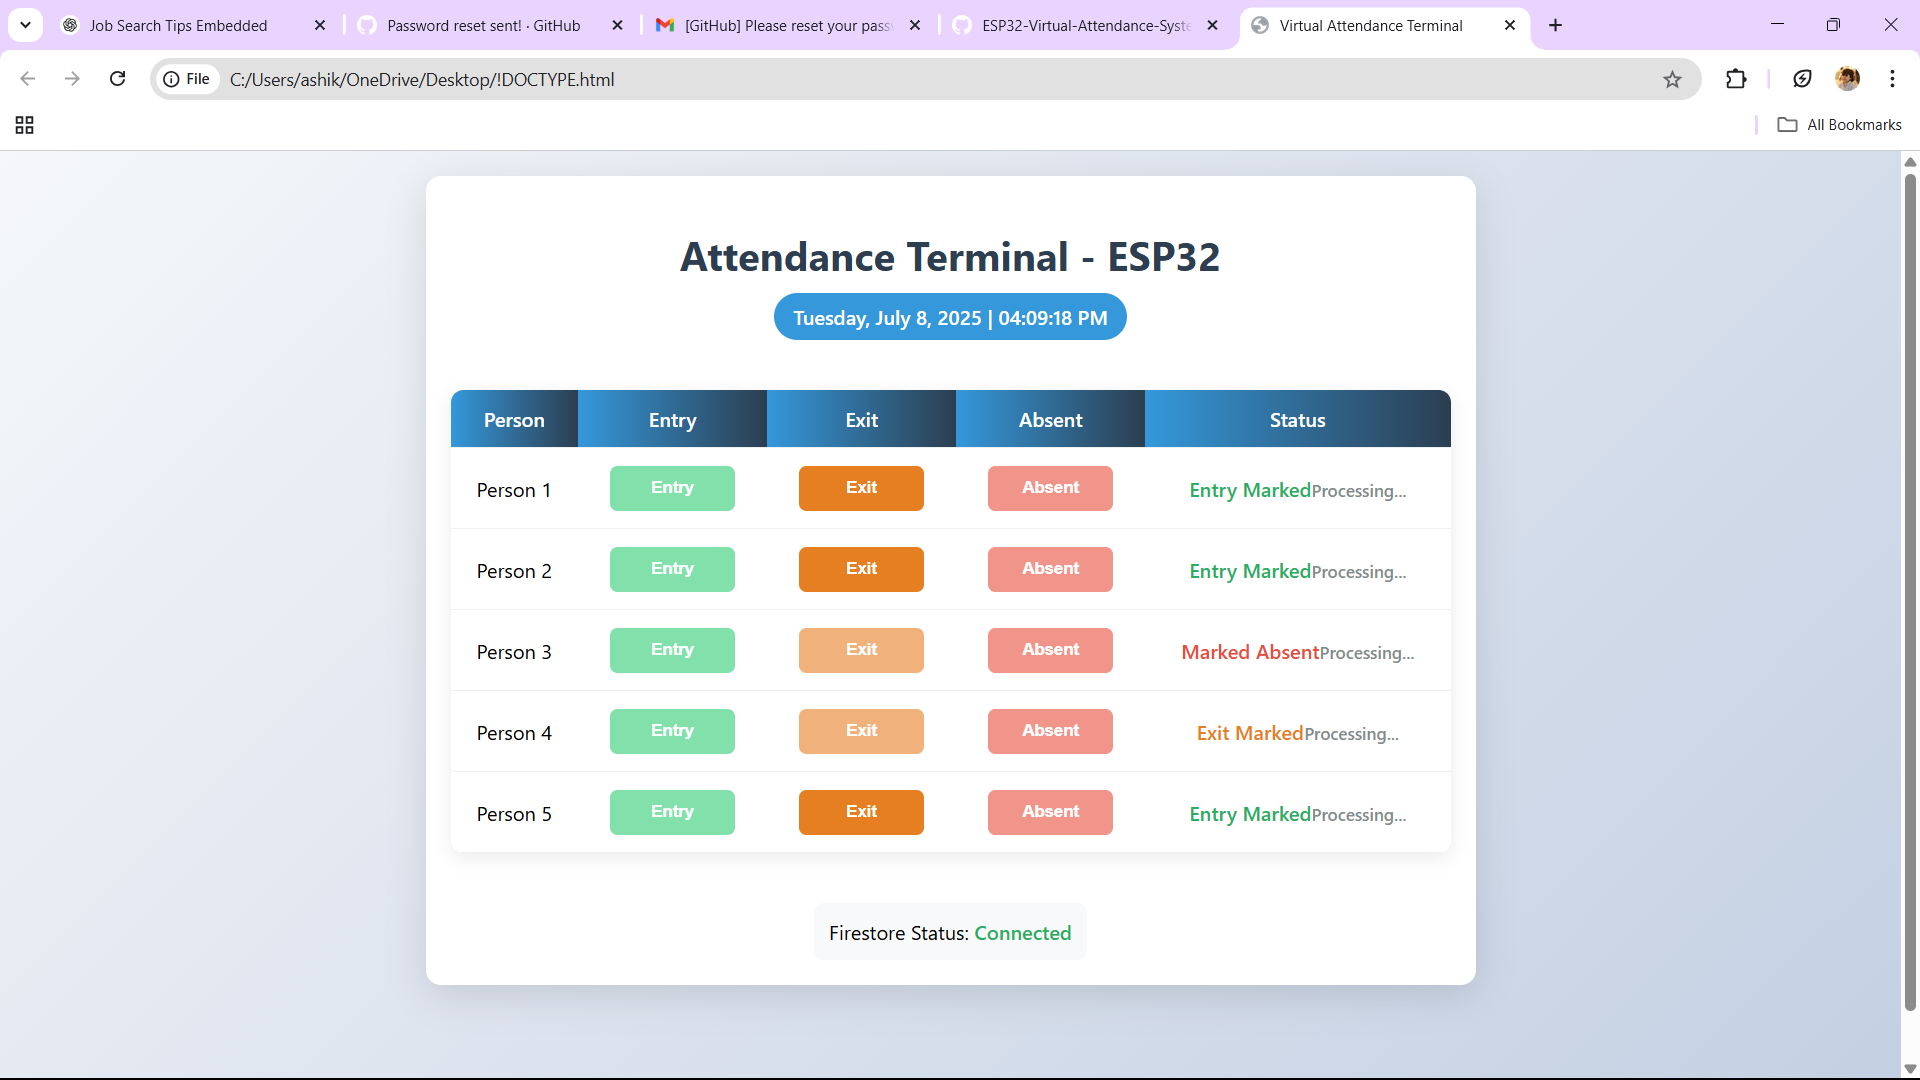 Job Search Tips Embedded
Password reset sent! · GitHub
[GitHub] Please reset your pass
ESP32-Virtual-Attendance-Syste
Virtual Attendance Terminal
File C:/Users/ashik/OneDrive/Desktop/!DOCTYPE.html
All Bookmarks
Attendance Terminal - ESP32
Tuesday, July 8, 2025 | 04:09:18 PM
Person Entry Exit Absent Status
Person 1 Entry Exit Absent Entry MarkedProcessing...
Person 2 Entry Exit Absent Entry MarkedProcessing...
Person 3 Entry Exit Absent Marked AbsentProcessing...
Person 4 Entry Exit Absent Exit MarkedProcessing...
Person 5 Entry Exit Absent Entry MarkedProcessing...
Firestore Status: Connected